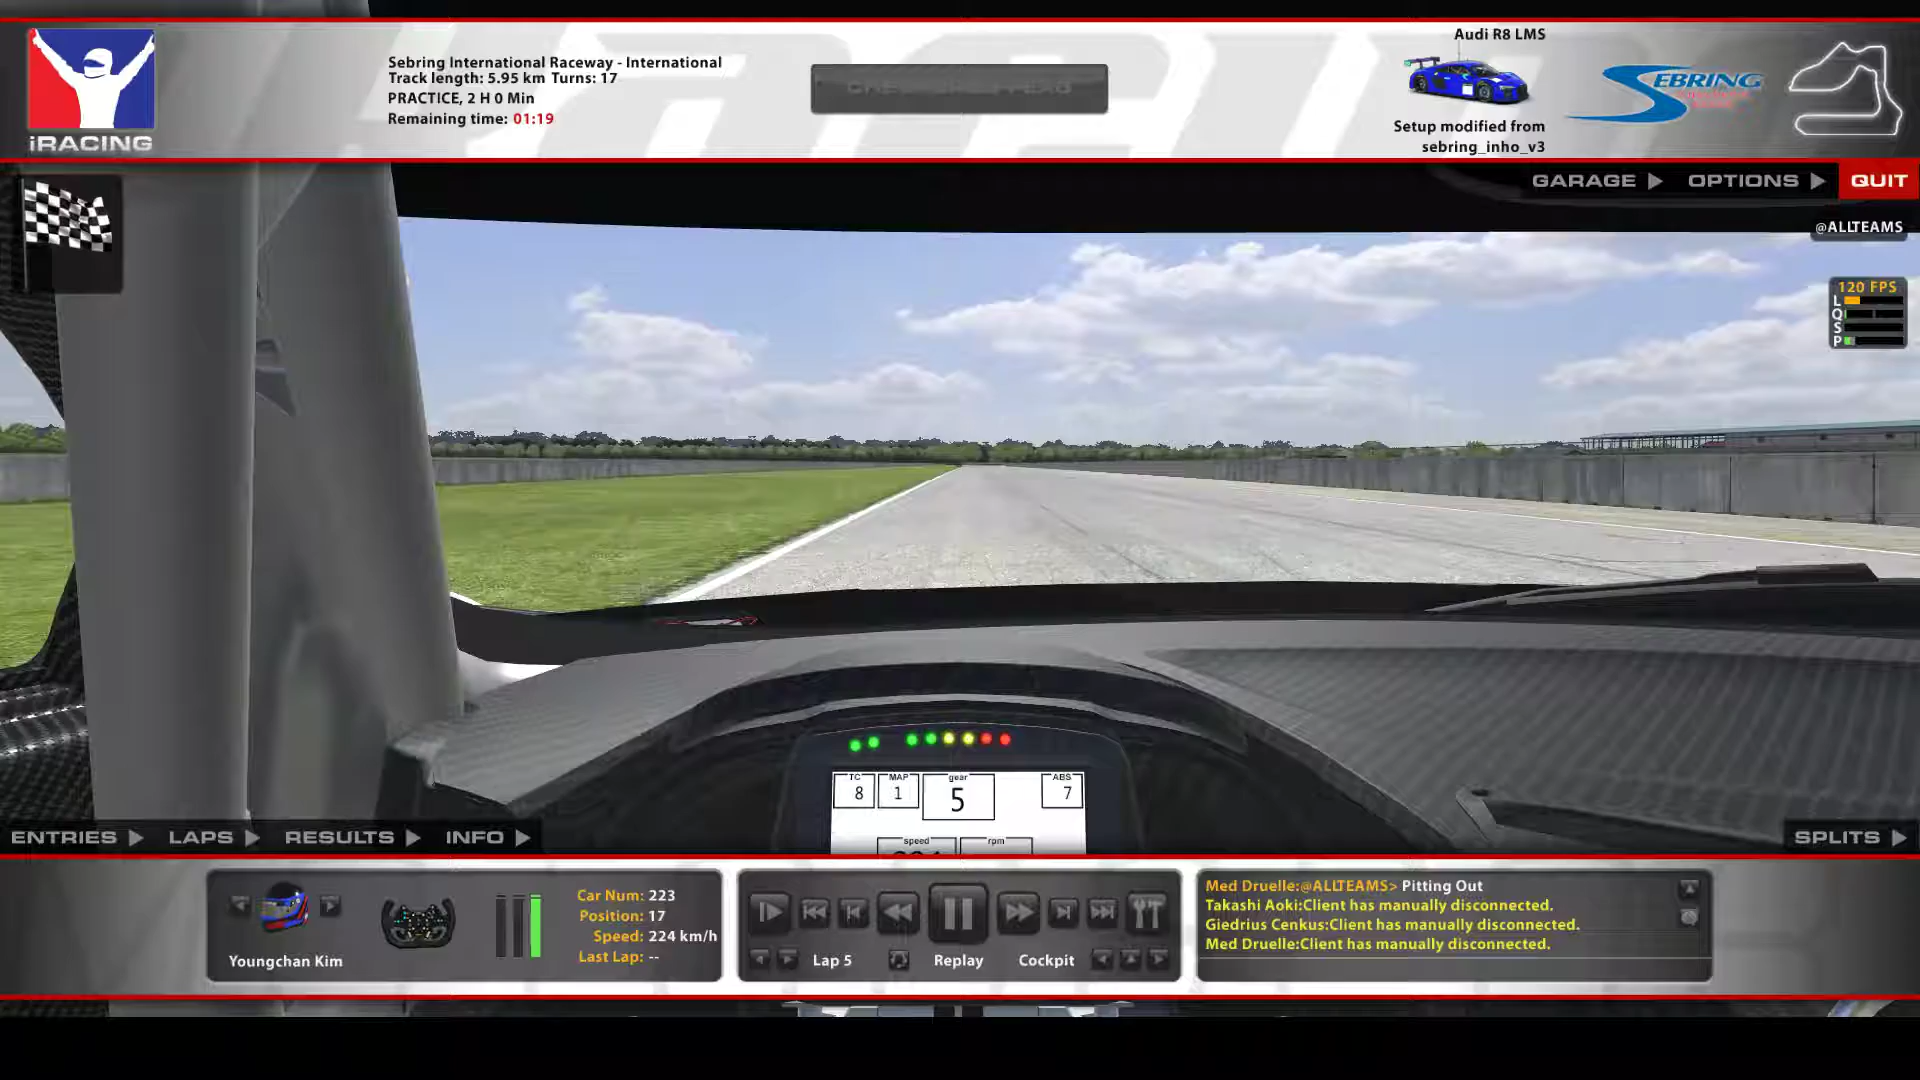 Sebring International Raceway - International
Track length: 5.95 km Turns: 17
PRACTICE, 2 H 0 Min
Remaining time: 01:19
iRACING
Audi R8 LMS
Setup modified from
sebring_inho_v3
SEBRING
GARAGE
OPTIONS
QUIT
@ALLTEAMS
120 FPS
L
Q
S
P
TC
8
MAP
1
gear
5
ABS
7
speed
rpm
ENTRIES
LAPS
RESULTS
INFO
SPLITS
Youngchan Kim
Car Num: 223
Position: 17
Speed: 224 km/h
Last Lap: --
Lap 5
Replay
Cockpit
Med Druelle:@ALLTEAMS> Pitting Out
Takashi Aoki:Client has manually disconnected.
Giedrius Cenkus:Client has manually disconnected.
Med Druelle:Client has manually disconnected.